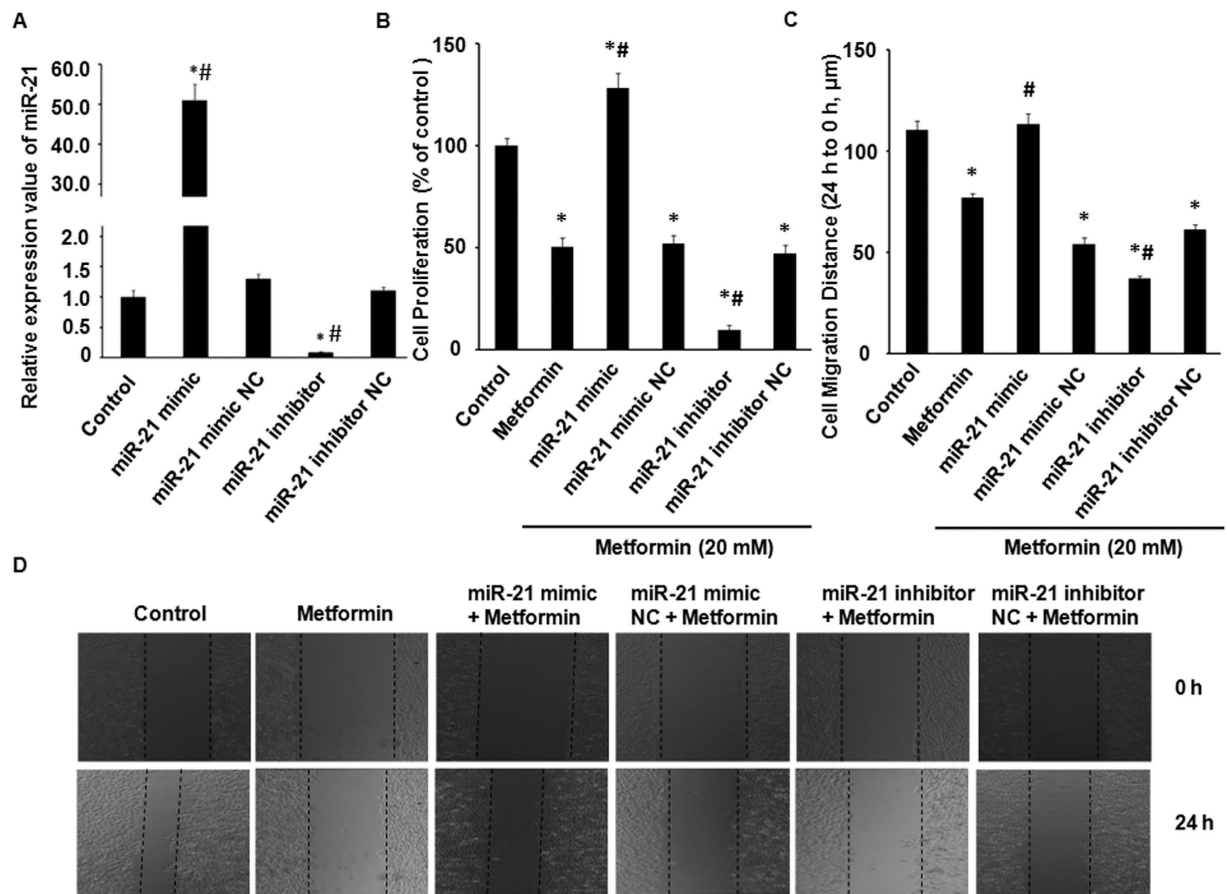 A
Relative expression value of miR-21
60.0
50.0
40.0
30.0
2.0
1.5
1.0
0.5
0
*#
* #
Control
miR-21 mimic
miR-21 mimic NC
miR-21 inhibitor
miR-21 inhibitor NC
B
Cell Proliferation (% of control )
150
100
50
0
*
*#
*
*#
*
Control
Metformin
miR-21 mimic
miR-21 mimic NC
miR-21 inhibitor
miR-21 inhibitor NC
Metformin (20 mM)
C
Cell Migration Distance (24 h to 0 h, µm)
150
100
50
0
*
#
*
*#
*
Control
Metformin
miR-21 mimic
miR-21 mimic NC
miR-21 inhibitor
miR-21 inhibitor NC
Metformin (20 mM)
D
Control
Metformin
miR-21 mimic
+ Metformin
miR-21 mimic
NC + Metformin
miR-21 inhibitor
+ Metformin
miR-21 inhibitor
NC + Metformin
0 h
24 h